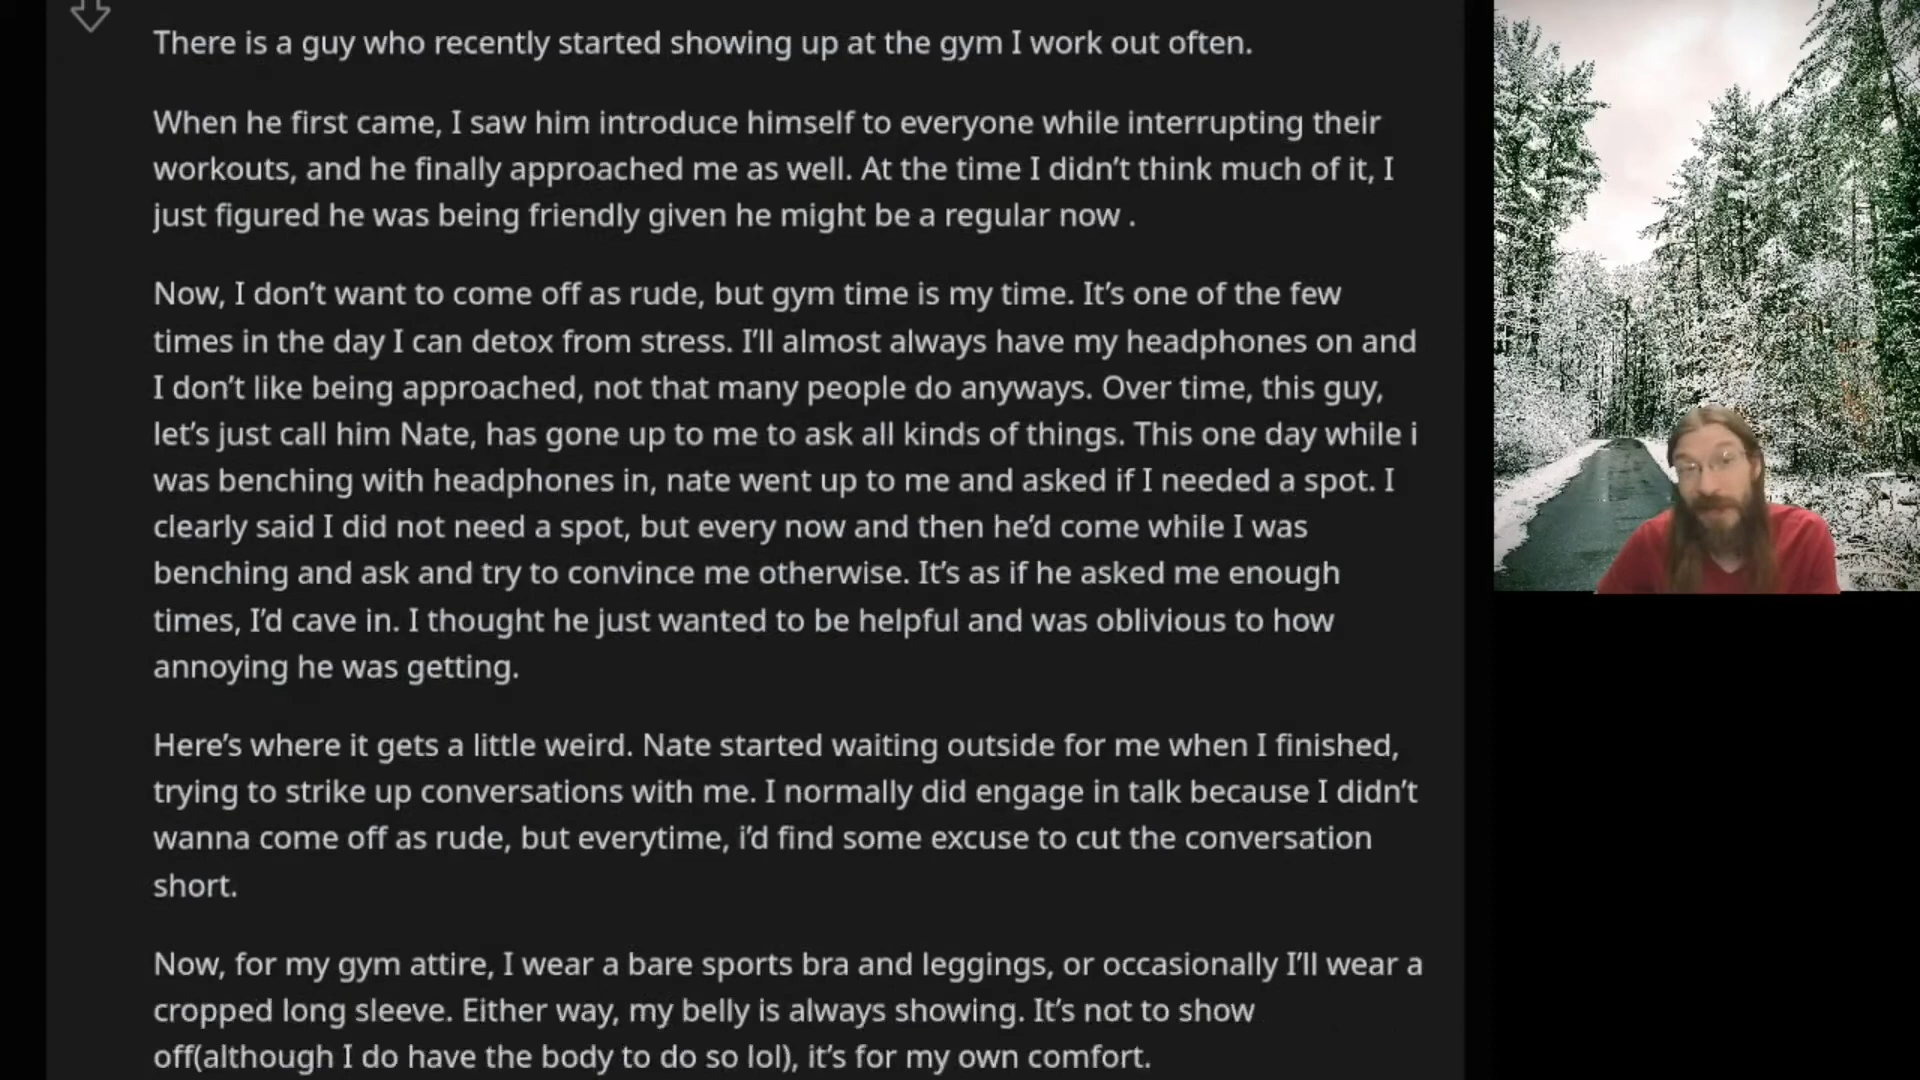 There is a guy who recently started showing up at the gym I work out often.
When he first came, I saw him introduce himself to everyone while interrupting their
workouts, and he finally approached me as well. At the time I didn’t think much of it, I
just figured he was being friendly given he might be a regular now .
Now, I don’t want to come off as rude, but gym time is my time. It’s one of the few
times in the day I can detox from stress. I’ll almost always have my headphones on and
I don’t like being approached, not that many people do anyways. Over time, this guy,
let’s just call him Nate, has gone up to me to ask all kinds of things. This one day while i
was benching with headphones in, nate went up to me and asked if I needed a spot. I
clearly said I did not need a spot, but every now and then he’d come while I was
benching and ask and try to convince me otherwise. It’s as if he asked me enough
times, I’d cave in. I thought he just wanted to be helpful and was oblivious to how
annoying he was getting.
Here’s where it gets a little weird. Nate started waiting outside for me when I finished,
trying to strike up conversations with me. I normally did engage in talk because I didn’t
wanna come off as rude, but everytime, i’d find some excuse to cut the conversation
short.
Now, for my gym attire, I wear a bare sports bra and leggings, or occasionally I’ll wear a
cropped long sleeve. Either way, my belly is always showing. It’s not to show
off(although I do have the body to do so lol), it’s for my own comfort.